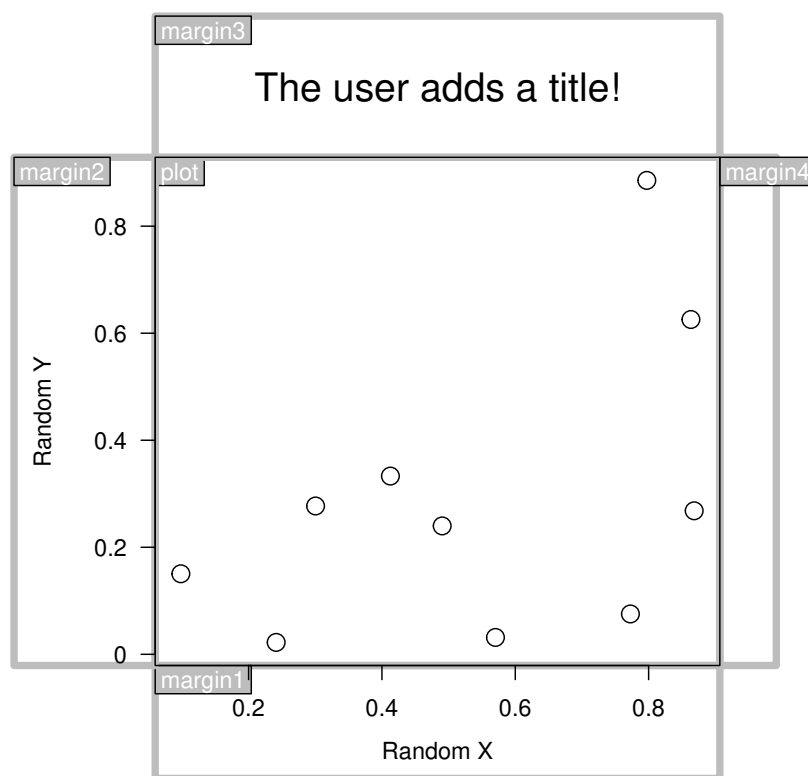 margin3
The user adds a title!
margin2
plot
margin4
0.8
0.6
0.4
0.2
0
Random Y
margin1
0.2
0.4
0.6
0.8
Random X